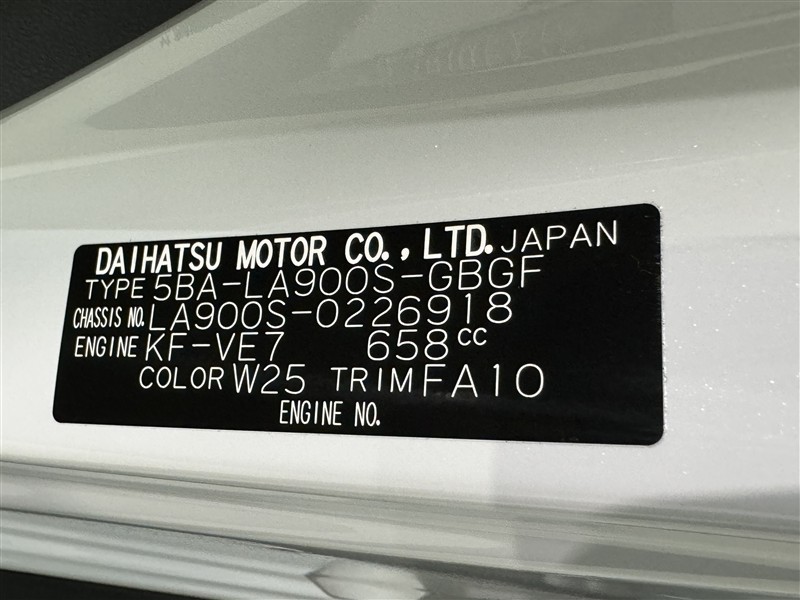 DAIHATSU MOTOR CO., LTD. JAPAN
TYPE 5BA-LA900S-GBGF
CHASSIS NO. LA900S-0226918
ENGINE KF-VE7 658cc
COLOR W25 TRIM FA10
ENGINE NO.